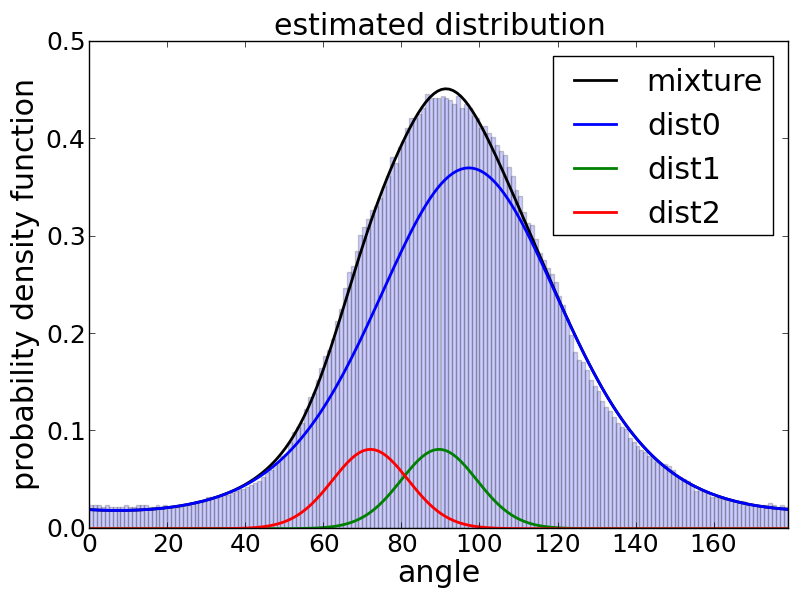 estimated distribution
probability density function
0.5
0.4
0.3
0.2
0.1
0.0
mixture
dist0
dist1
dist2
0 20 40 60 80 100 120 140 160
angle